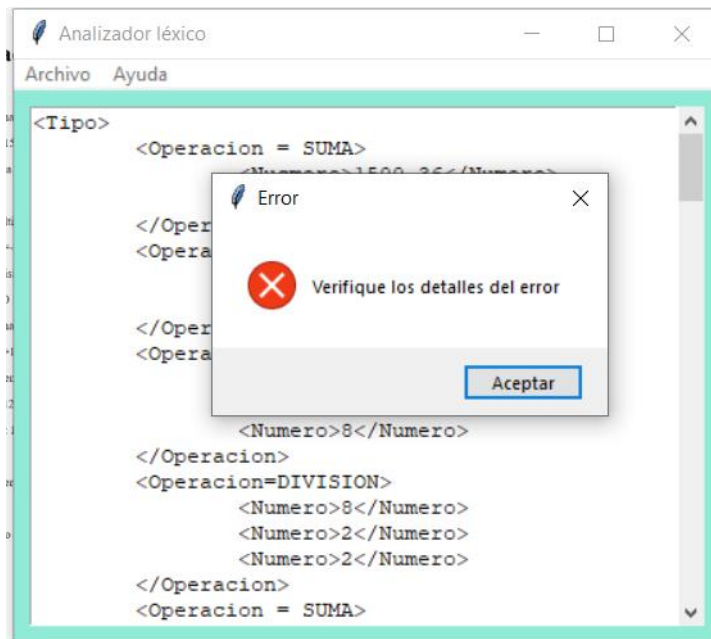 Analizador léxico
Archivo Ayuda
<Tipo>
<Operacion = SUMA>
Error
</Oper
<Opera
Verifique los detalles del error
</Oper
<Opera
Aceptar
<Numero>8</Numero>
</Operacion>
<Operacion=DIVISION>
<Numero>8</Numero>
<Numero>2</Numero>
<Numero>2</Numero>
</Operacion>
<Operacion = SUMA>